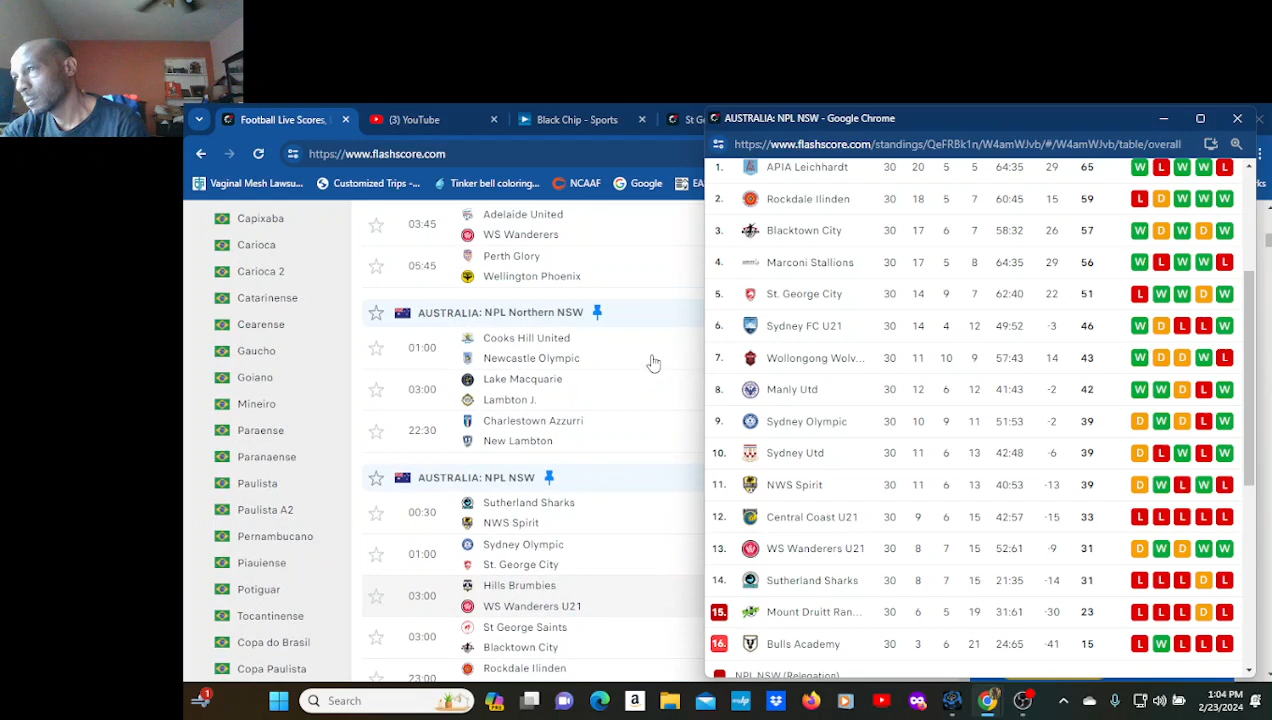 Football Live Scores,
(3) YouTube
Black Chip - Sports
St G
https://www.flashscore.com
Vaginal Mesh Lawsu...
Customized Trips -...
Tinker bell coloring...
NCAAF
Google
EA
Capixaba
Carioca
Carioca 2
Catarinense
Cearense
Gaucho
Goiano
Mineiro
Paraense
Paranaense
Paulista
Paulista A2
Pernambucano
Piauiense
Potiguar
Tocantinense
Copa do Brasil
Copa Paulista
03:45
Adelaide United
WS Wanderers
05:45
Perth Glory
Wellington Phoenix
AUSTRALIA: NPL Northern NSW
01:00
Cooks Hill United
Newcastle Olympic
03:00
Lake Macquarie
Lambton J.
22:30
Charlestown Azzurri
New Lambton
AUSTRALIA: NPL NSW
00:30
Sutherland Sharks
NWS Spirit
01:00
Sydney Olympic
St. George City
03:00
Hills Brumbies
WS Wanderers U21
03:00
St George Saints
Blacktown City
23:00
Rockdale Ilinden
AUSTRALIA: NPL NSW - Google Chrome
https://www.flashscore.com/standings/QeFRBk1n/W4amWJvb/#/W4amWJvb/table/overall
1. APIA Leichhardt 30 20 5 5 64:35 29 65 W L W W L
2. Rockdale Ilinden 30 18 5 7 60:45 15 59 L D W W W
3. Blacktown City 30 17 6 7 58:32 26 57 W D W D W
4. Marconi Stallions 30 17 5 8 64:35 29 56 W L W W L
5. St. George City 30 14 9 7 62:40 22 51 L W W D W
6. Sydney FC U21 30 14 4 12 49:52 -3 46 W D L L W
7. Wollongong Wolv... 30 11 10 9 57:43 14 43 W D D W L
8. Manly Utd 30 12 6 12 41:43 -2 42 W W D L W
9. Sydney Olympic 30 10 9 11 51:53 -2 39 D W D L W
10. Sydney Utd 30 11 6 13 42:48 -6 39 D L W L W
11. NWS Spirit 30 11 6 13 40:53 -13 39 D W L W L
12. Central Coast U21 30 9 6 15 42:57 -15 33 L L L L L
13. WS Wanderers U21 30 8 7 15 52:61 -9 31 D W D W W
14. Sutherland Sharks 30 8 7 15 21:35 -14 31 L L L D L
15. Mount Druitt Ran... 30 6 5 19 31:61 -30 23 L L L D L
16. Bulls Academy 30 3 6 21 24:65 -41 15 L W L L L
NPL NSW (Relegation)
Search
1:04 PM
2/23/2024